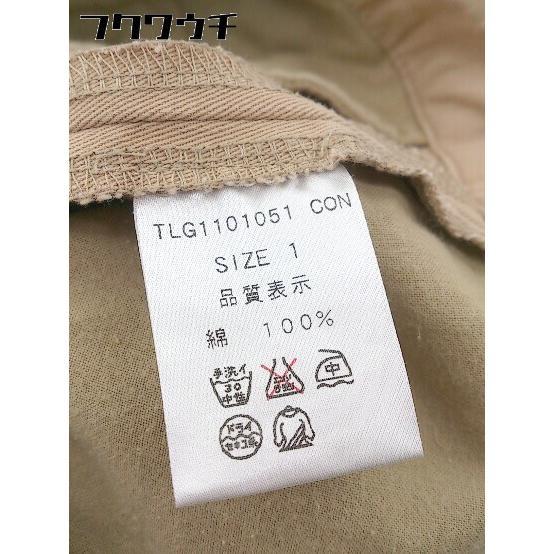 フクワウチ
TLG1101051 CON
SIZE 1
品質表示
綿 100%
手洗イ
30
中性
中
ドライ